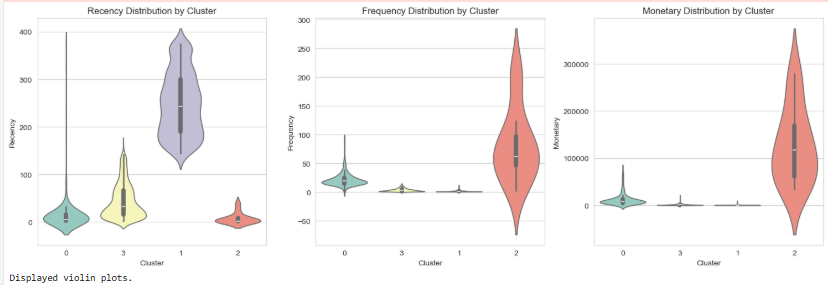 Recency Distribution by Cluster
400
300
200
100
0
Recency
0 3 1 2
Cluster
Frequency Distribution by Cluster
300
250
200
150
100
50
0
−50
Frequency
0 3 1 2
Cluster
Monetary Distribution by Cluster
300000
200000
100000
0
Monetary
0 3 1 2
Cluster
Displayed violin plots.